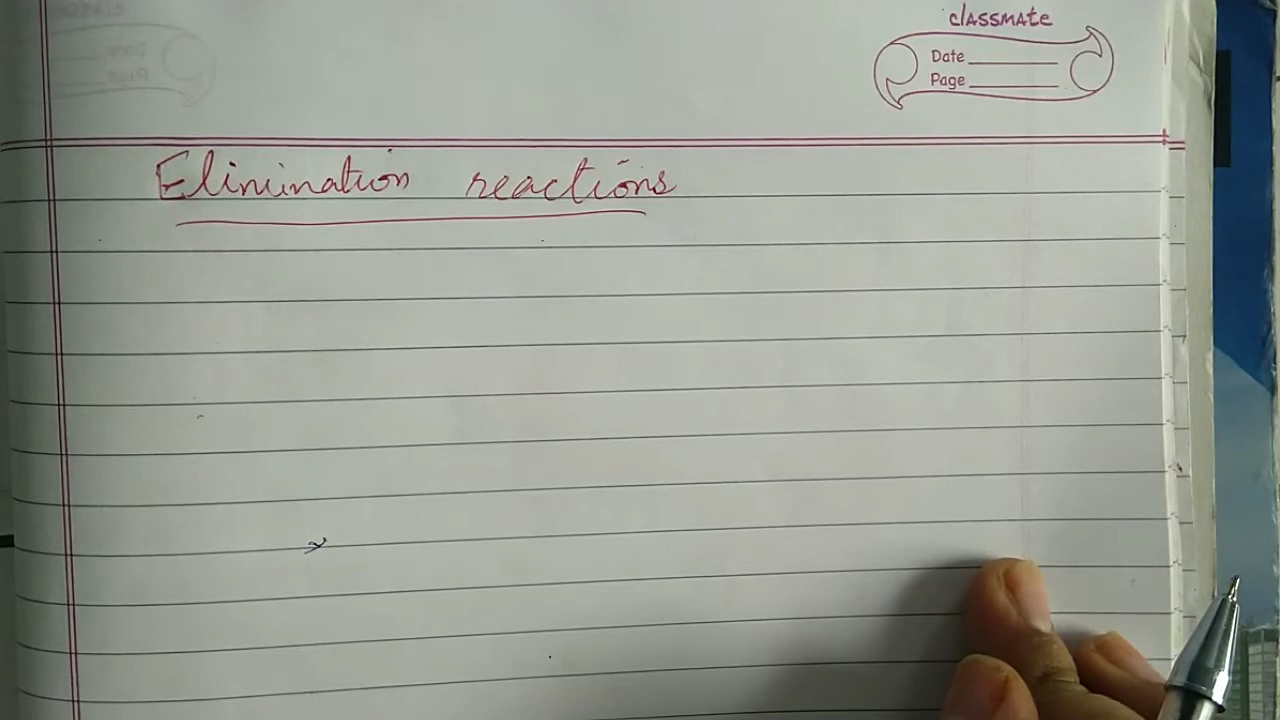 classmate
Date
Page
Elimination reactions